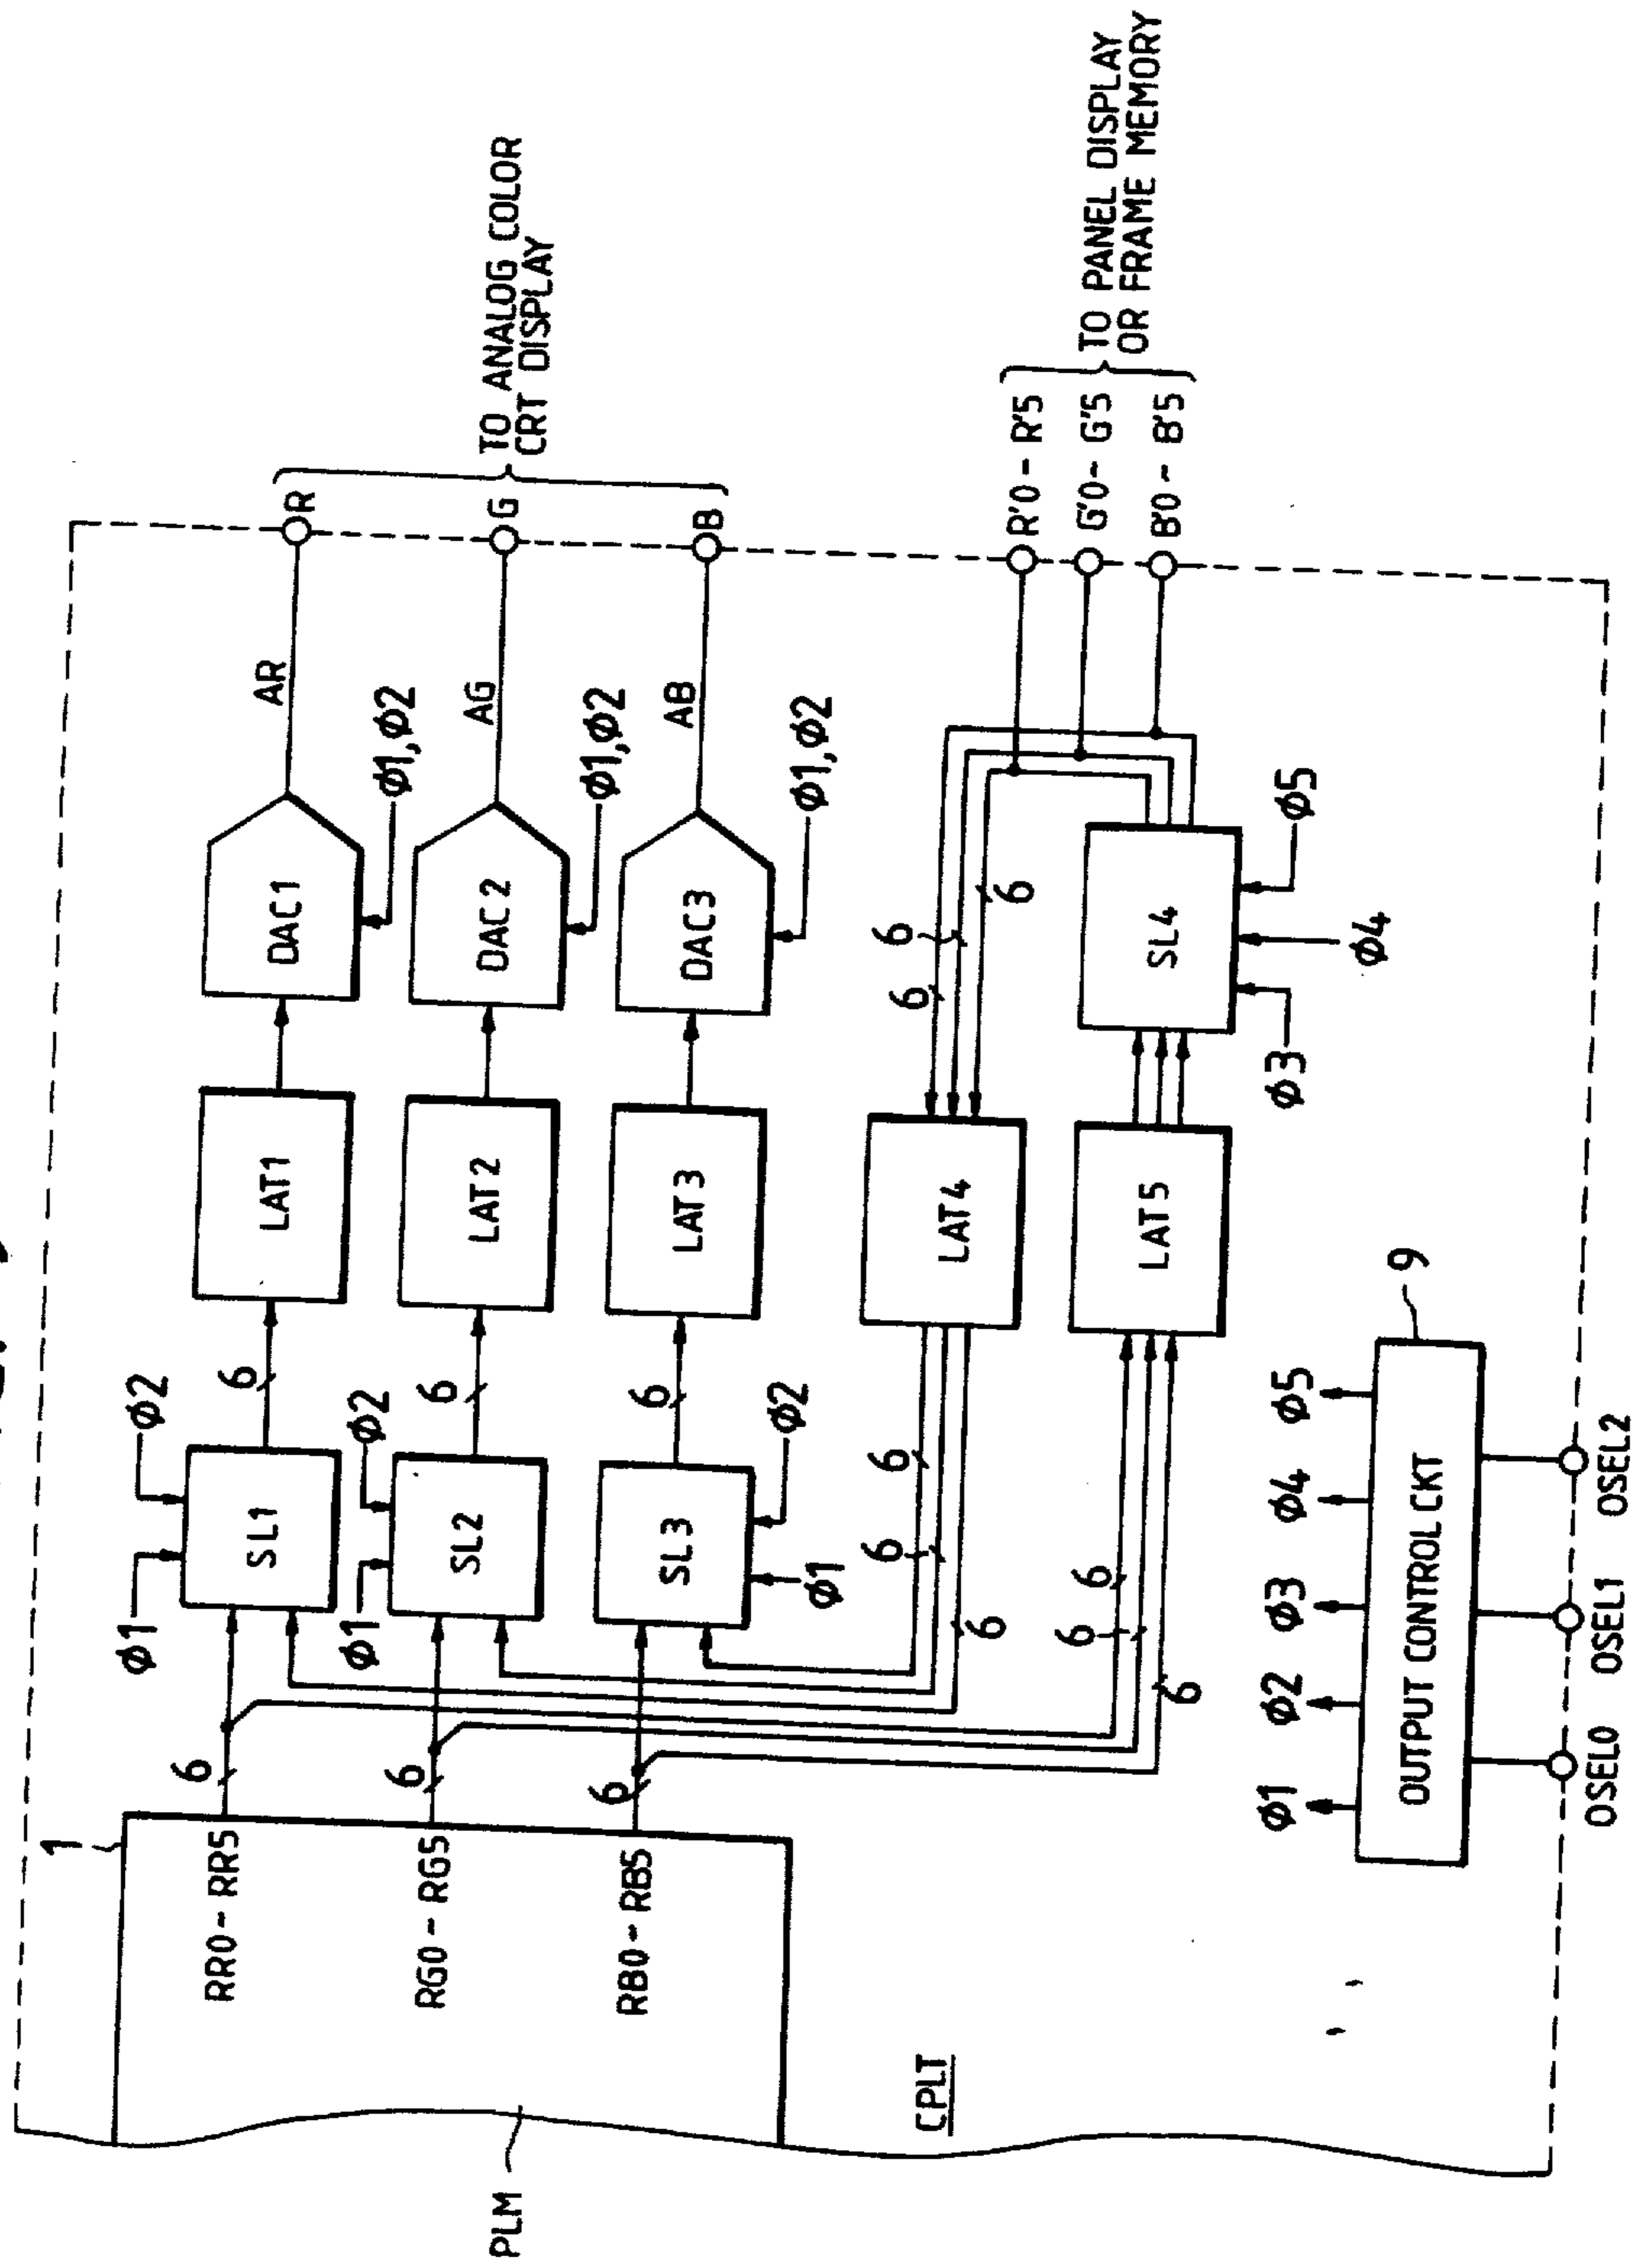 1
RR0-RR5
RG0-RG5
RB0-RB5
PLM
CPLT
6
6
6
φ1
φ2
SL1
6
LAT1
DAC1
φ1,φ2
AR
R
φ1
φ2
SL2
6
LAT2
DAC2
φ1,φ2
AG
G
SL3
φ1
φ2
6
LAT3
DAC3
φ1,φ2
AB
B
TO ANALOG COLOR
CRT DISPLAY
6
6
6
LAT4
6
6
6
6
6
6
LAT5
SL4
φ3
φ4
φ5
R'0-R'5
G'0-G'5
B'0-B'5
TO PANEL DISPLAY
OR FRAME MEMORY
φ1
φ2
φ3
φ4
φ5
OUTPUT CONTROL CKT
9
OSEL0
OSEL1
OSEL2